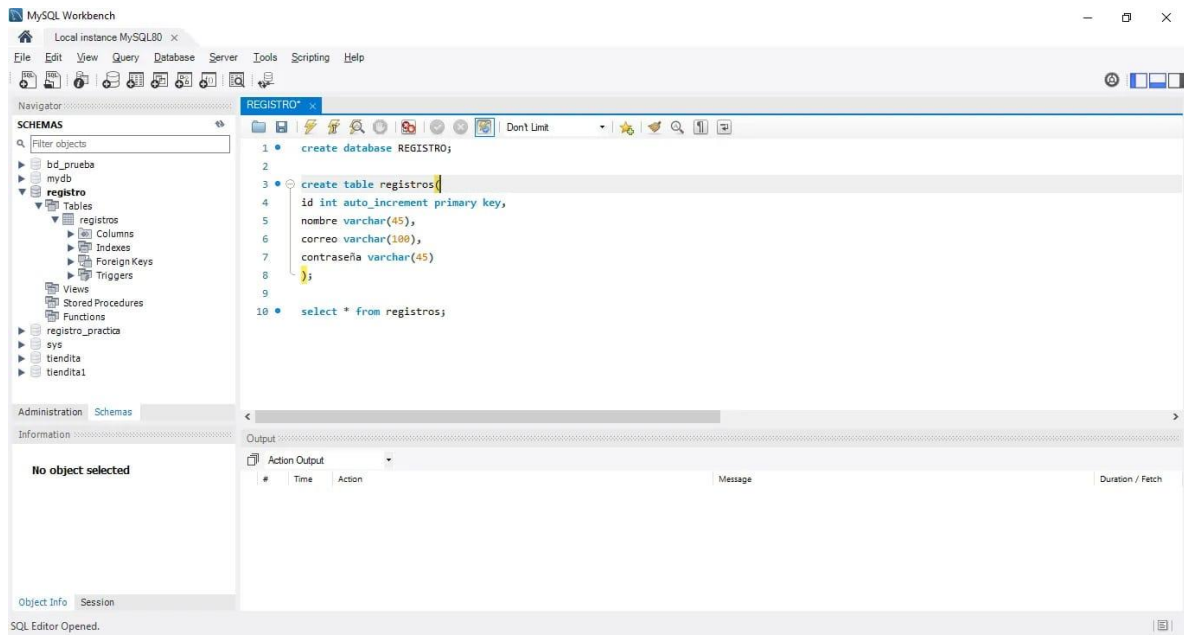 MySQL Workbench
Local instance MySQL80
File Edit View Query Database Server Tools Scripting Help
Navigator
SCHEMAS
Filter objects
bd_prueba
mydb
registro
Tables
registros
Columns
Indexes
Foreign Keys
Triggers
Views
Stored Procedures
Functions
registro_practica
sys
tiendita
tiendita1
Administration Schemas
Information
No object selected
Object Info Session
REGISTRO*
Don't Limit
1 create database REGISTRO;
2
3 create table registros(
4 id int auto_increment primary key,
5 nombre varchar(45),
6 correo varchar(100),
7 contraseña varchar(45)
8 );
9
10 select * from registros;
Output
Action Output
# Time Action Message Duration / Fetch
SQL Editor Opened.